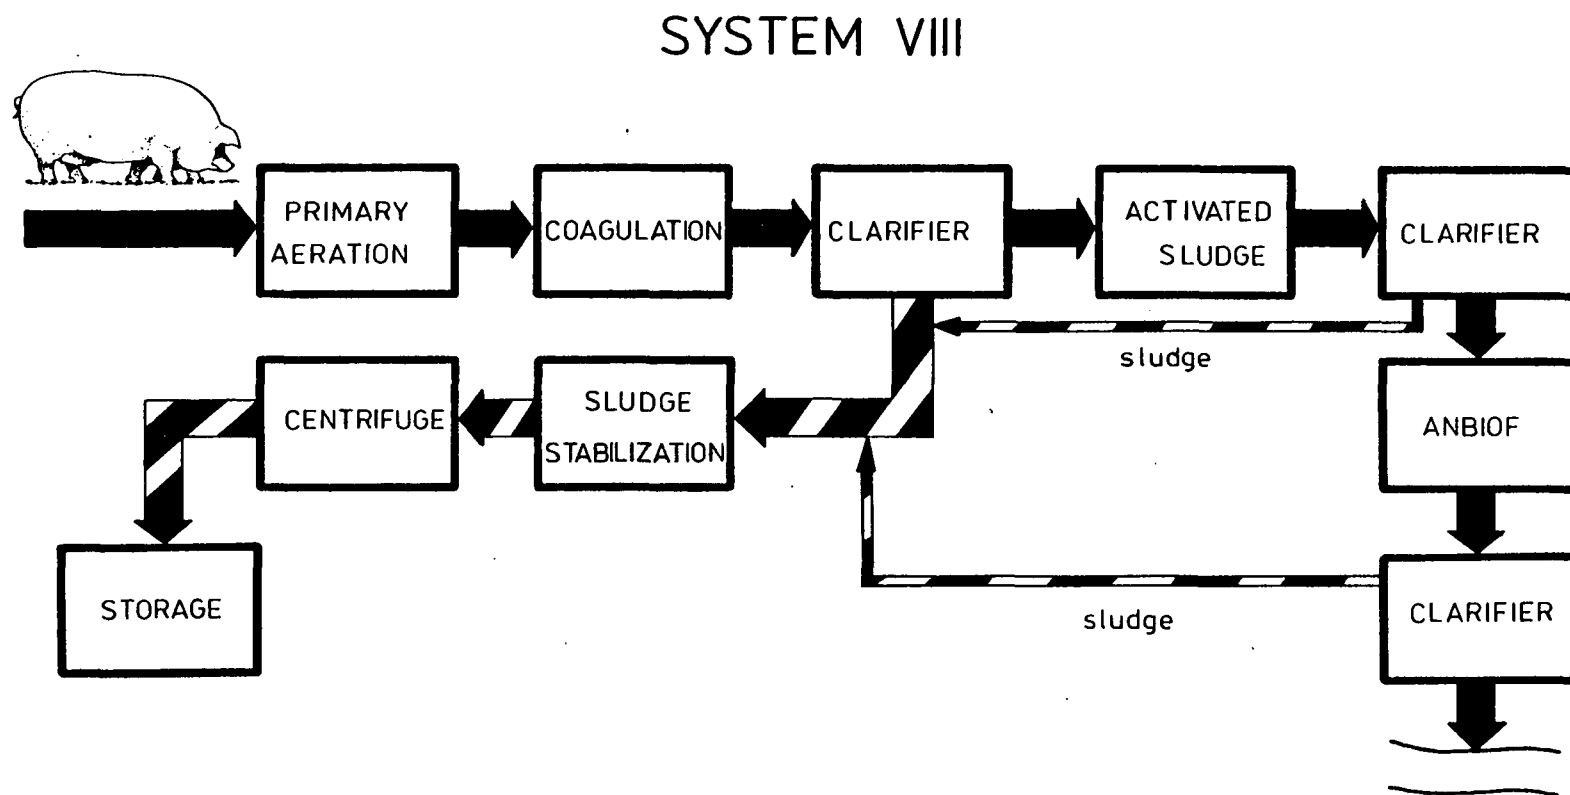 SYSTEM VIII
PRIMARY
AERATION
COAGULATION
CLARIFIER
ACTIVATED
SLUDGE
CLARIFIER
sludge
CENTRIFUGE
SLUDGE
STABILIZATION
ANBIOF
STORAGE
sludge
CLARIFIER